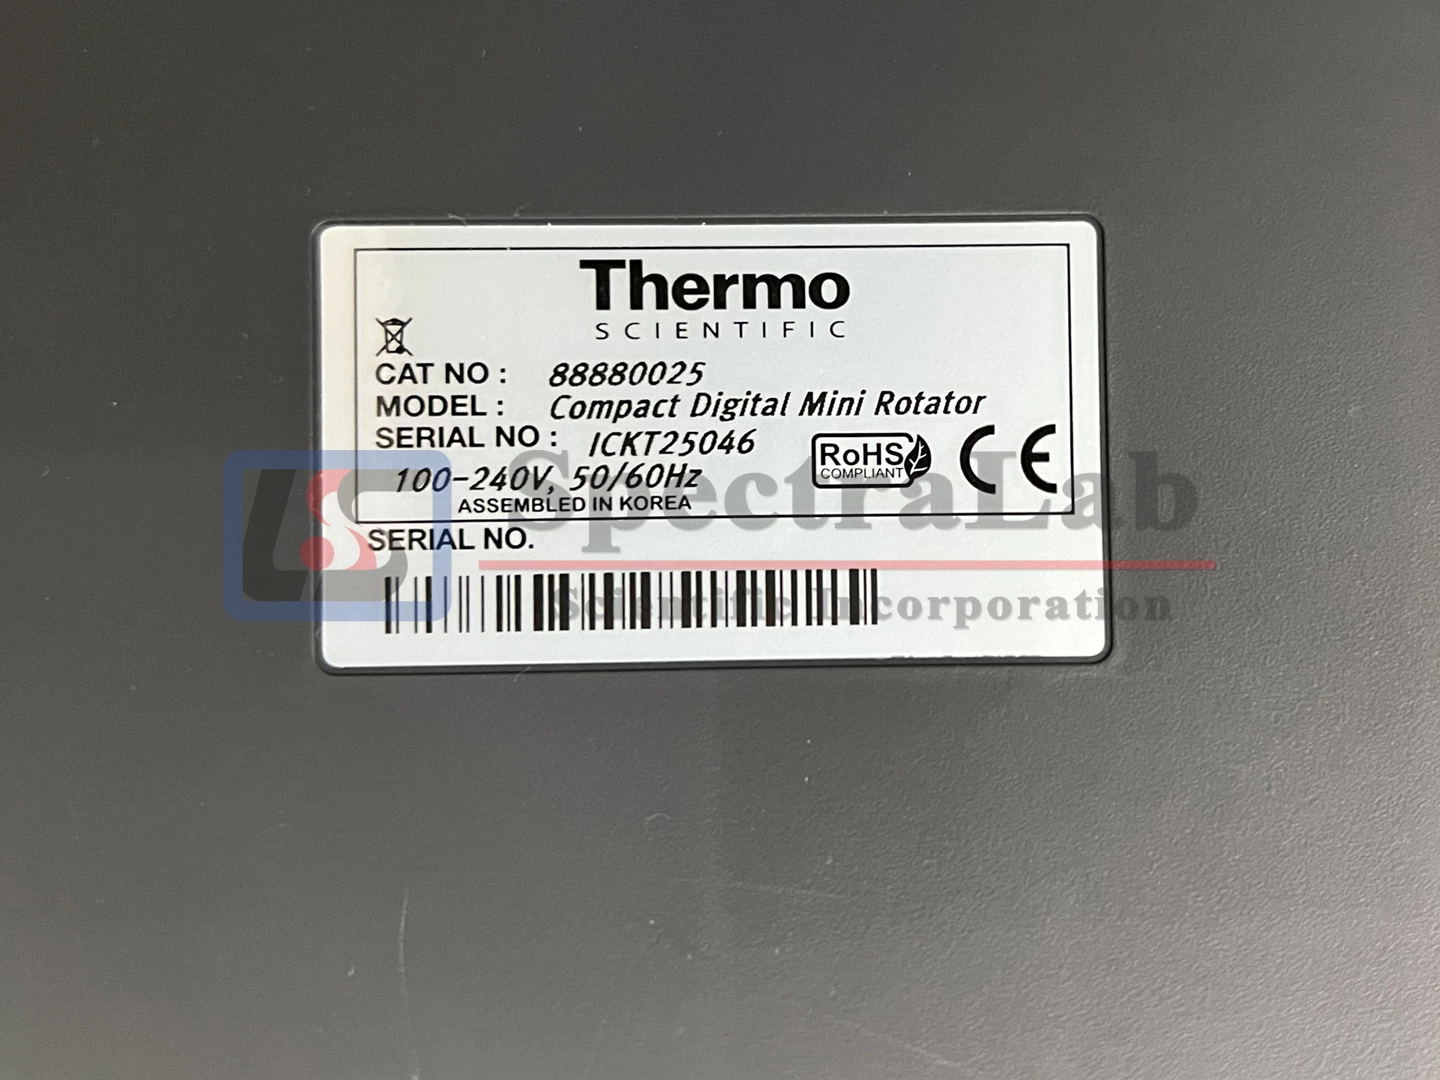 Thermo
SCIENTIFIC
CAT NO : 88880025
MODEL : Compact Digital Mini Rotator
SERIAL NO : ICKT25046
100-240V, 50/60Hz
ASSEMBLED IN KOREA
RoHS
COMPLIANT
CE
SERIAL NO.
LSS
SpectraLab
Scientific Incorporation